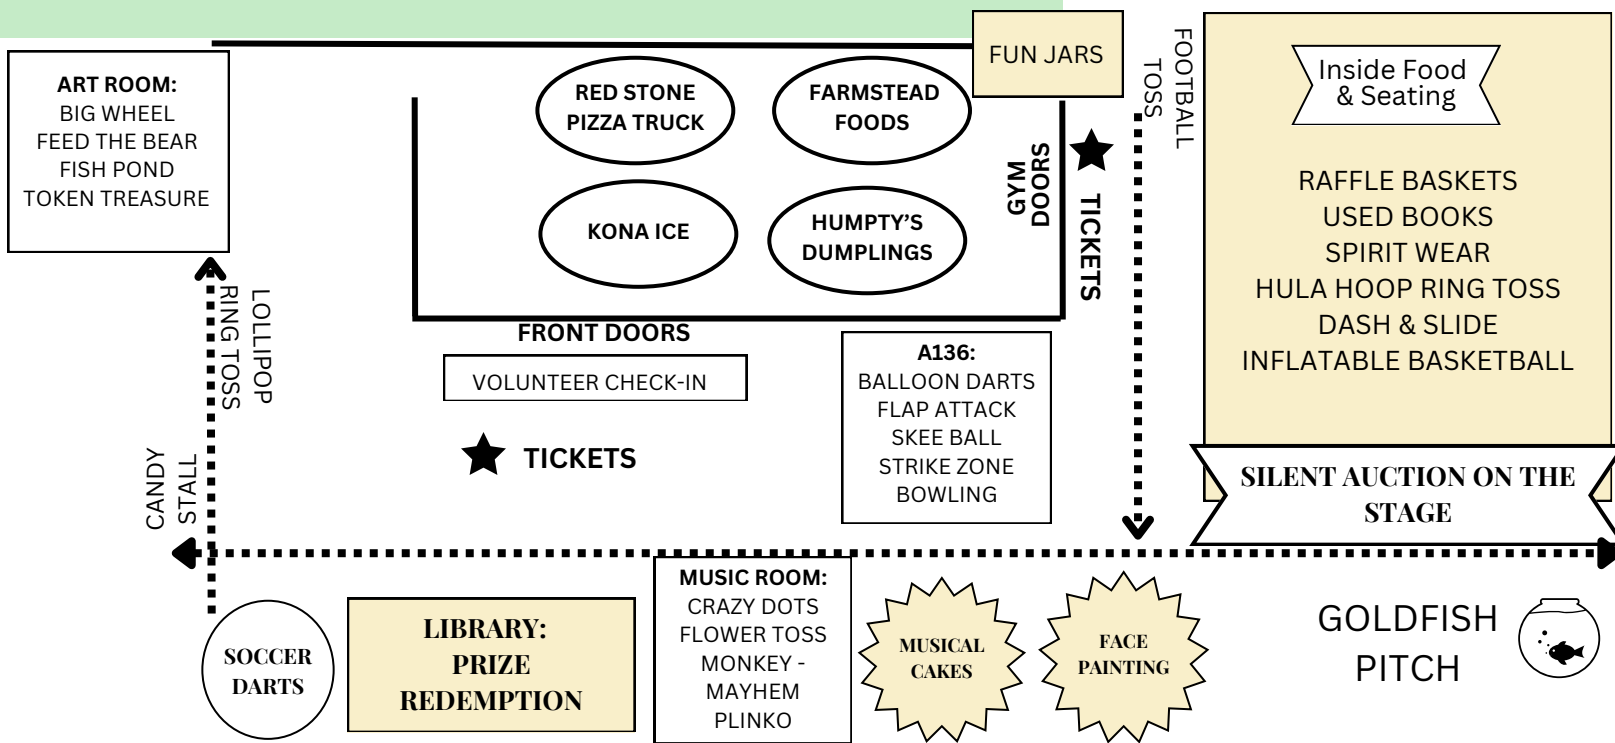 ART ROOM:
BIG WHEEL
FEED THE BEAR
FISH POND
TOKEN TREASURE
RED STONE
PIZZA TRUCK
FARMSTEAD
FOODS
KONA ICE
HUMPTY’S
DUMPLINGS
FUN JARS
GYM
DOORS
TICKETS
FOOTBALL
TOSS
Inside Food
& Seating
RAFFLE BASKETS
USED BOOKS
SPIRIT WEAR
HULA HOOP RING TOSS
DASH & SLIDE
INFLATABLE BASKETBALL
SILENT AUCTION ON THE
STAGE
LOLLIPOP
RING TOSS
FRONT DOORS
VOLUNTEER CHECK-IN
TICKETS
A136:
BALLOON DARTS
FLAP ATTACK
SKEE BALL
STRIKE ZONE
BOWLING
CANDY
STALL
SOCCER
DARTS
LIBRARY:
PRIZE
REDEMPTION
MUSIC ROOM:
CRAZY DOTS
FLOWER TOSS
MONKEY -
MAYHEM
PLINKO
MUSICAL
CAKES
FACE
PAINTING
GOLDFISH
PITCH